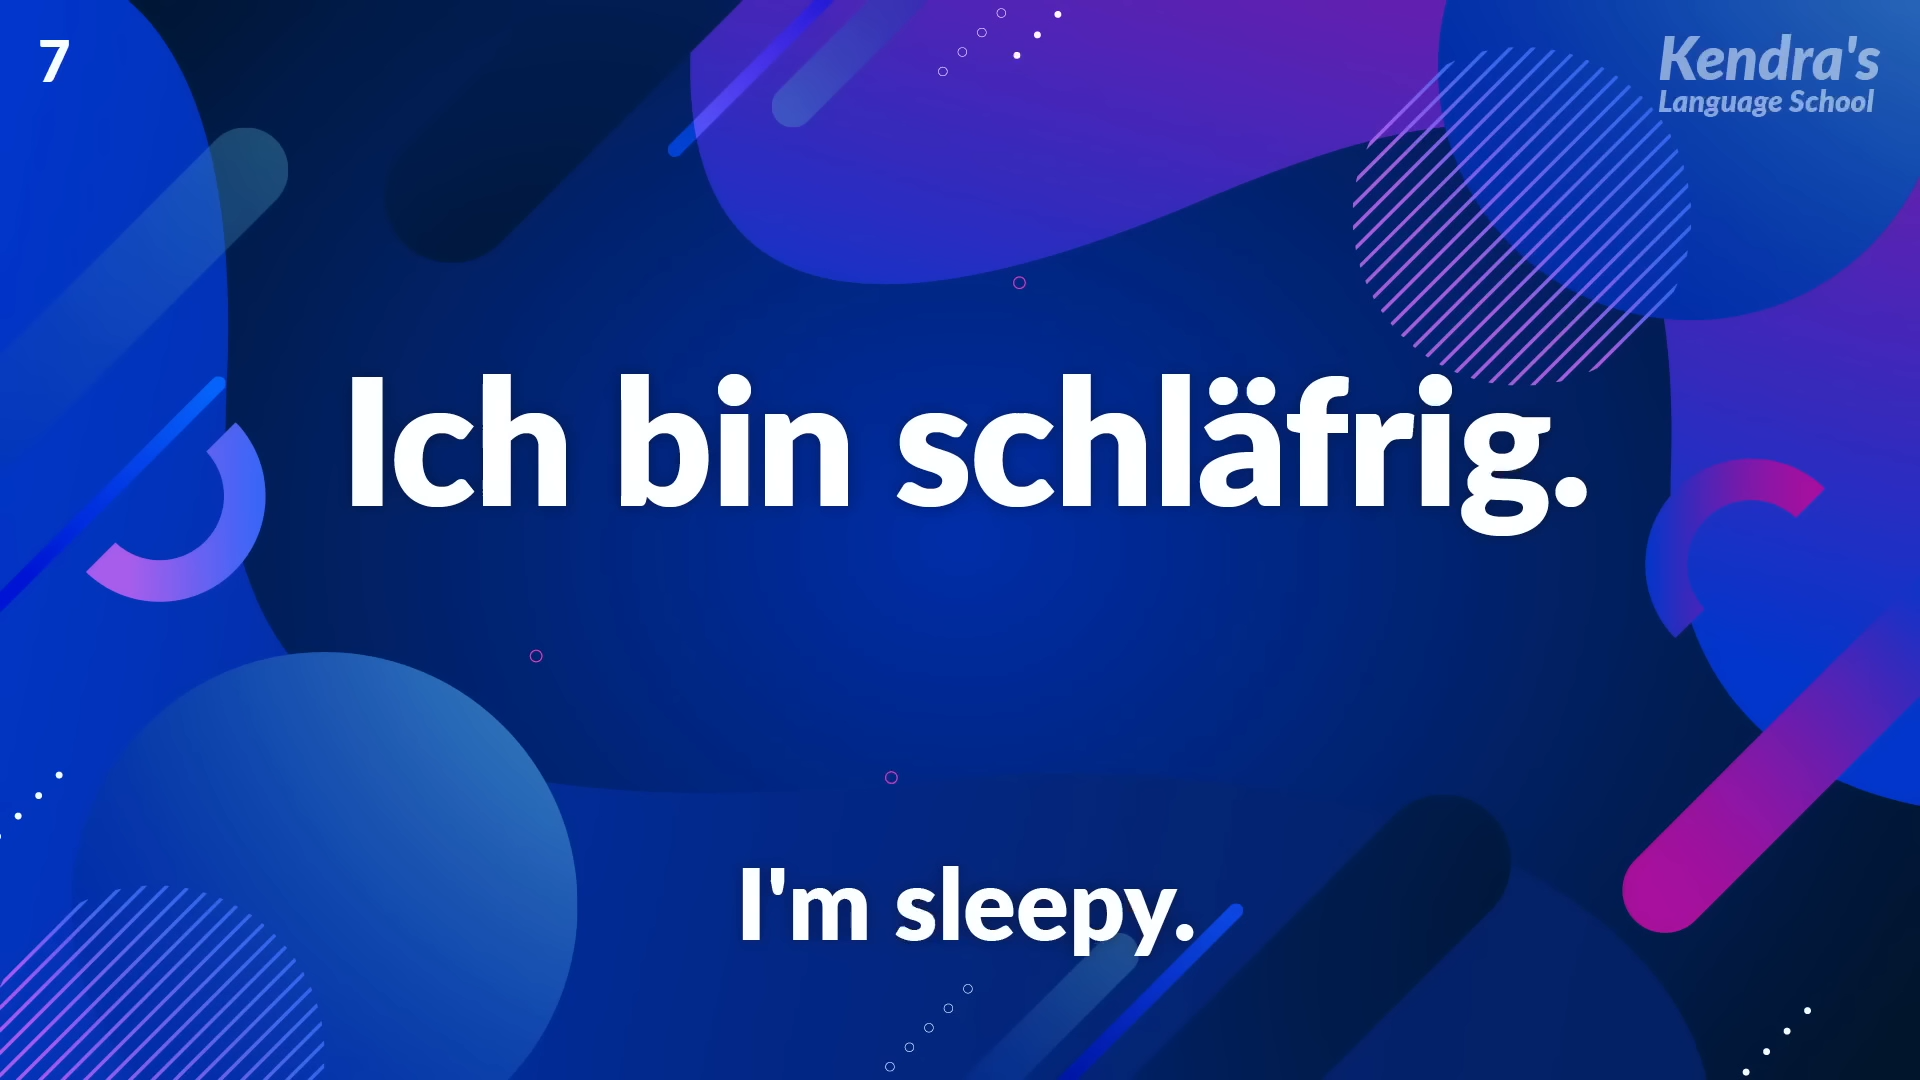 7
Kendra's
Language School
Ich bin schläfrig.
I'm sleepy.